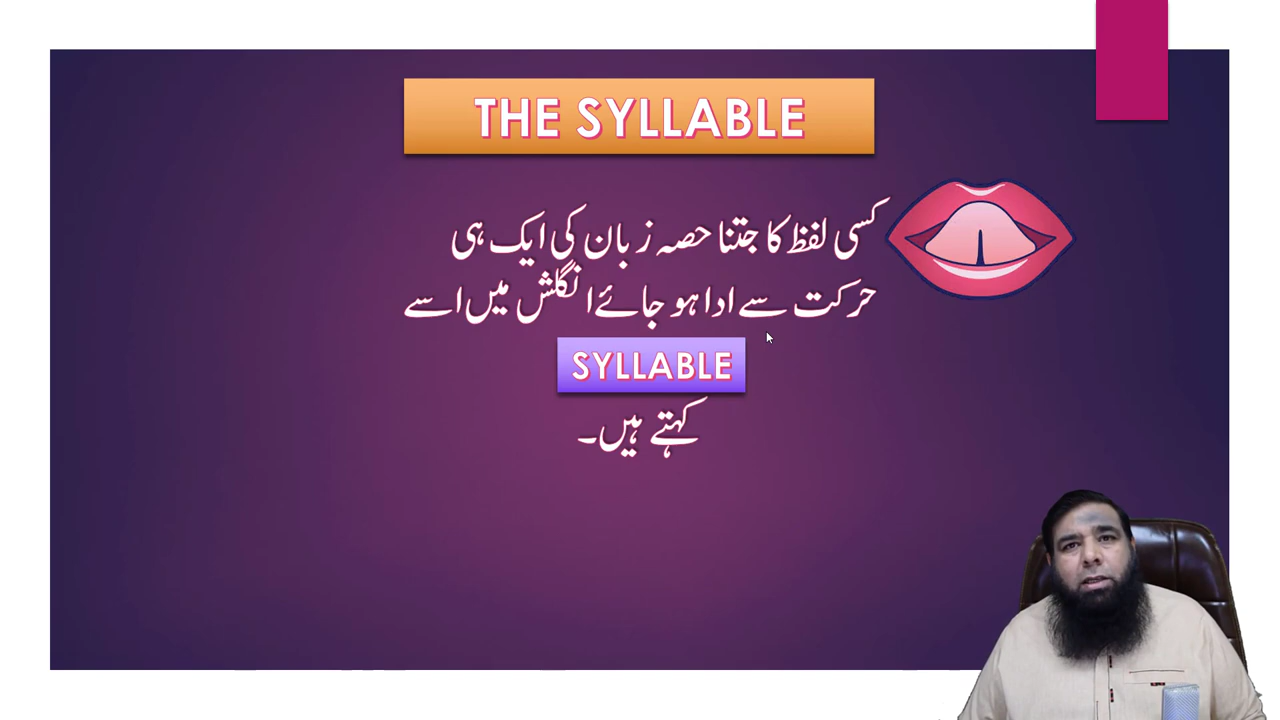 THE SYLLABLE
کسی لفظ کا جتنا حصہ زبان کی ایک ہی
حرکت سے ادا ہو جائے انگلش میں اسے
SYLLABLE
کہتے ہیں۔